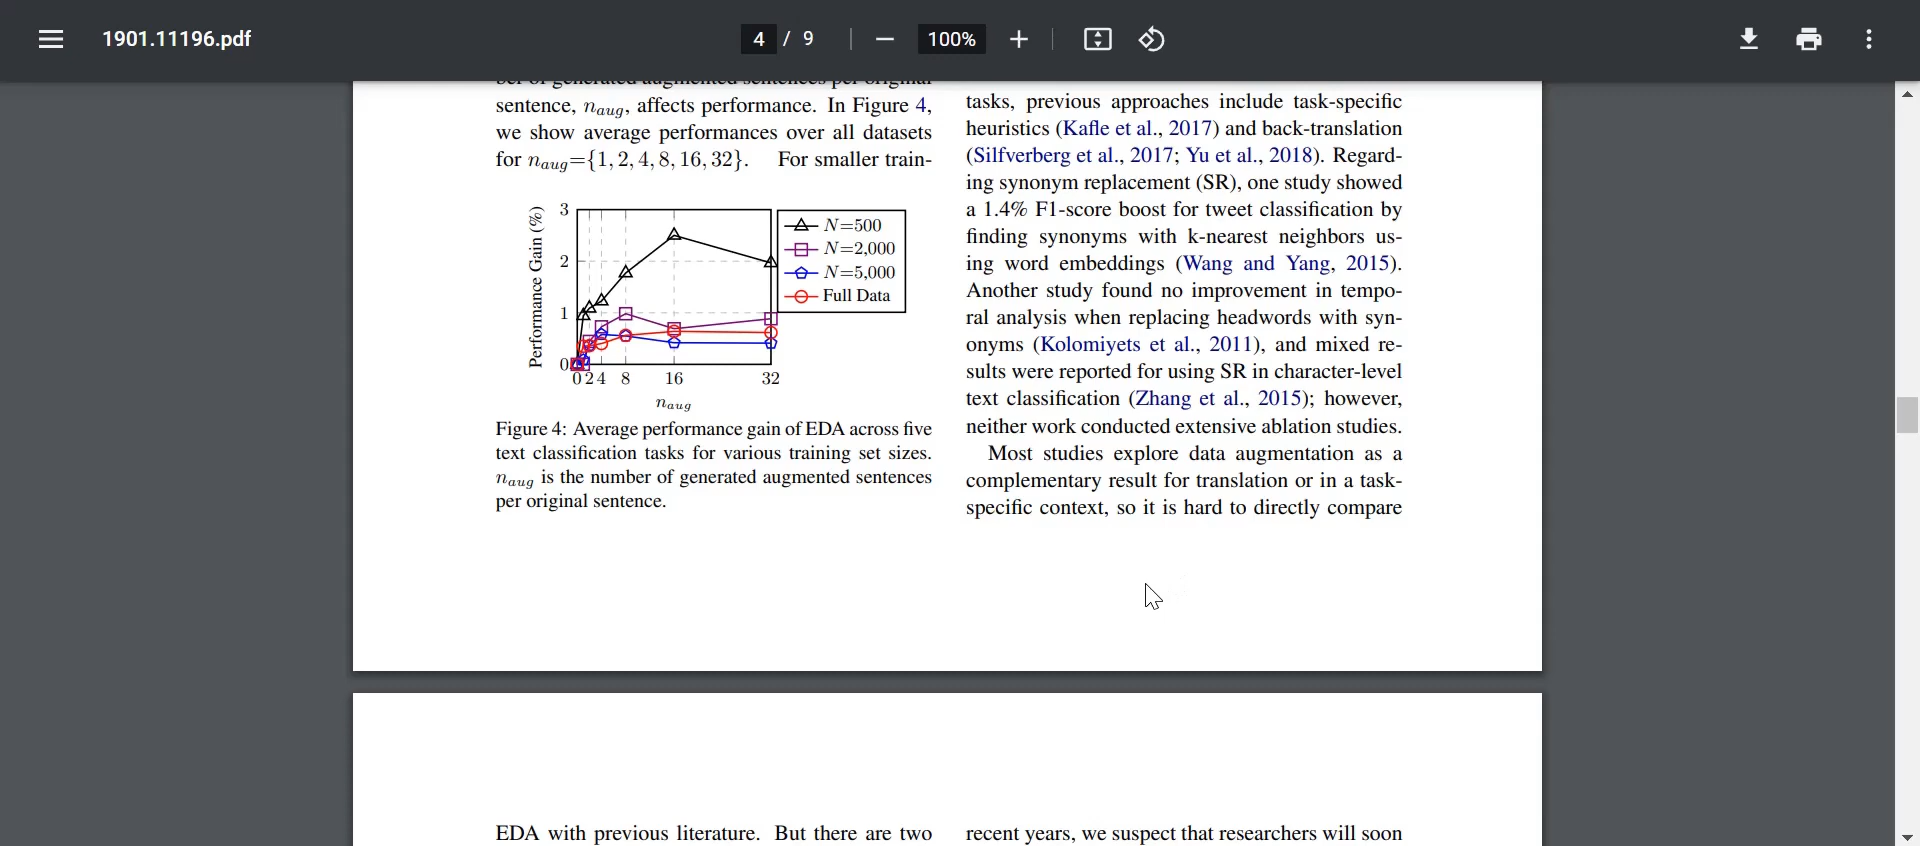 1901.11196.pdf
4 / 9
100%
ber of generated augmented sentences per original
sentence, naug, affects performance. In Figure 4,
we show average performances over all datasets
for naug={1, 2, 4, 8, 16, 32}. For smaller train-
Performance Gain (%)
3
2
1
0
0 2 4 8 16 32
naug
N=500
N=2,000
N=5,000
Full Data
Figure 4: Average performance gain of EDA across five
text classification tasks for various training set sizes.
naug is the number of generated augmented sentences
per original sentence.
tasks, previous approaches include task-specific
heuristics (Kafle et al., 2017) and back-translation
(Silfverberg et al., 2017; Yu et al., 2018). Regard-
ing synonym replacement (SR), one study showed
a 1.4% F1-score boost for tweet classification by
finding synonyms with k-nearest neighbors us-
ing word embeddings (Wang and Yang, 2015).
Another study found no improvement in tempo-
ral analysis when replacing headwords with syn-
onyms (Kolomiyets et al., 2011), and mixed re-
sults were reported for using SR in character-level
text classification (Zhang et al., 2015); however,
neither work conducted extensive ablation studies.
Most studies explore data augmentation as a
complementary result for translation or in a task-
specific context, so it is hard to directly compare
EDA with previous literature. But there are two
recent years, we suspect that researchers will soon